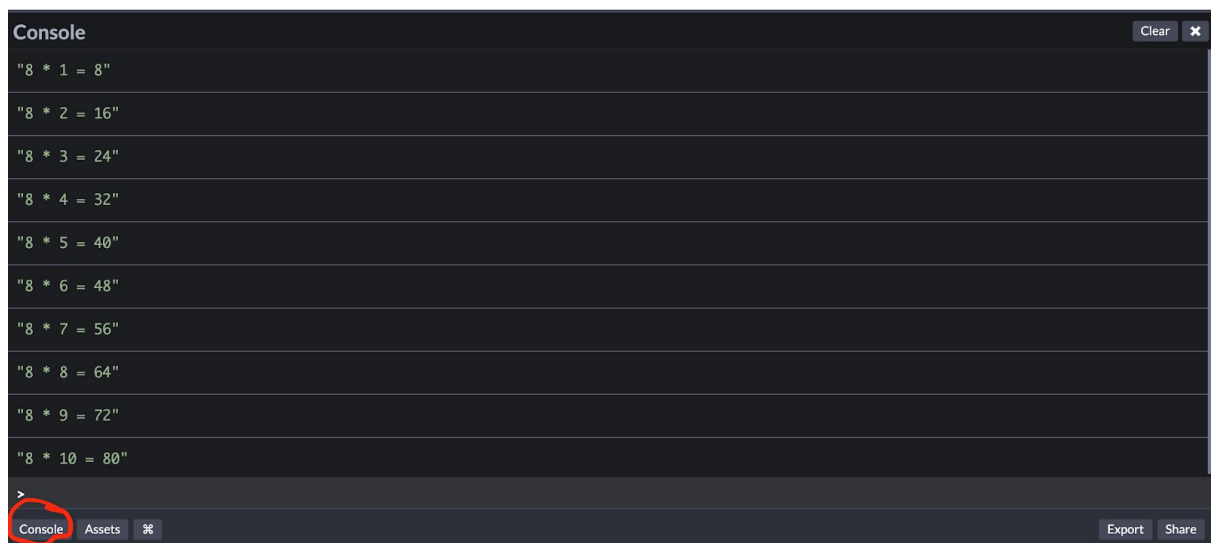 Console Clear ✖
"8 * 1 = 8"
"8 * 2 = 16"
"8 * 3 = 24"
"8 * 4 = 32"
"8 * 5 = 40"
"8 * 6 = 48"
"8 * 7 = 56"
"8 * 8 = 64"
"8 * 9 = 72"
"8 * 10 = 80"
>
Console Assets ⌘ Export Share